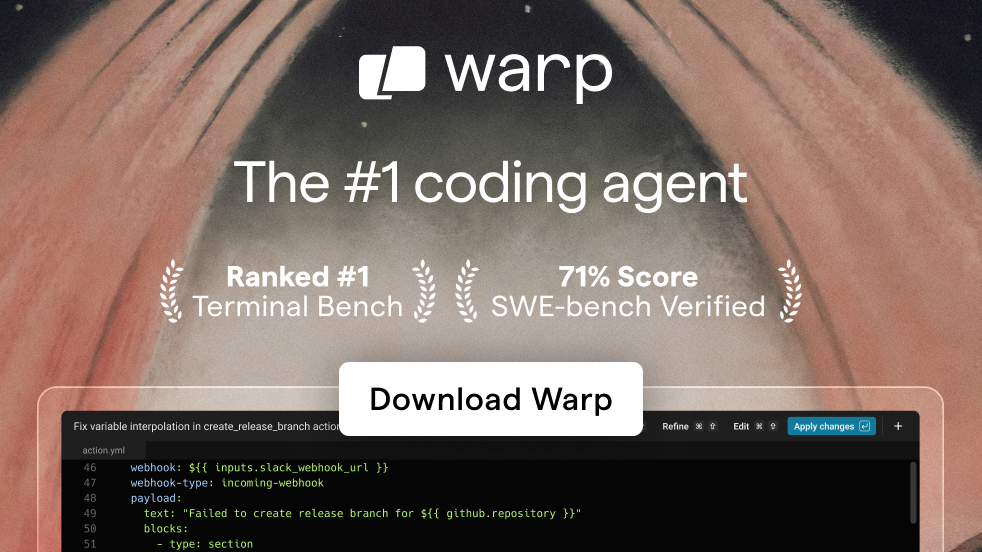 warp
The #1 coding agent
Ranked #1
Terminal Bench
71% Score
SWE-bench Verified
Download Warp
Fix variable interpolation in create_release_branch
Refine ⌘ ⇧
Edit ⌘ ⇧
Apply changes
+
action.yml
46 webhook: ${{ inputs.slack_webhook_url }}
47 webhook-type: incoming-webhook
48 payload:
49 text: "Failed to create release branch for ${{ github.repository }}"
50 blocks:
51 - type: section